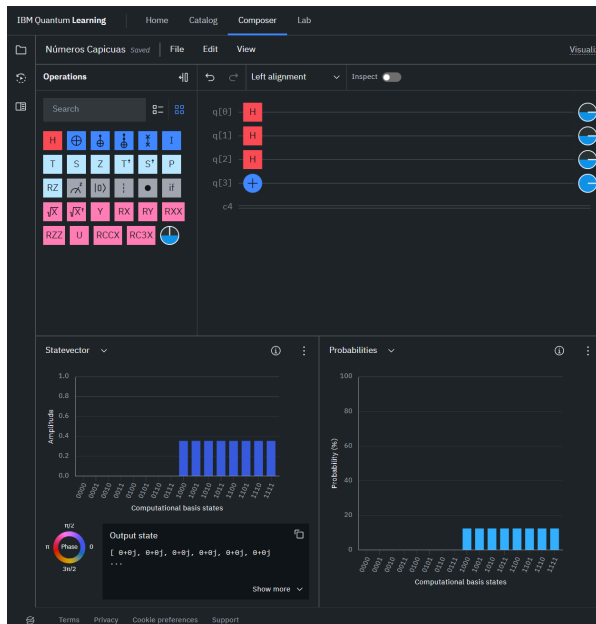 IBM Quantum Learning Home Catalog Composer Lab
Números Capicuas Saved File Edit View Visuali
Operations Left alignment Inspect
Search
H I
T S Z T† S† P
RZ z |0⟩ if
√X √X† Y RX RY RXX
RZZ U RCCX RC3X
q[0] H
q[1] H
q[2] H
q[3] +
c4
Statevector
1.0
0.8
0.6
0.4
0.2
0.0
Amplitude
0000 0001 0010 0011 0100 0101 0110 0111 1000 1001 1010 1011 1100 1101 1110 1111
Computational basis states
π/2
π Phase 0
3π/2
Output state
[ 0+0j, 0+0j, 0+0j, 0+0j, 0+0j, 0+0j
...
Show more
Probabilities
100
80
60
40
20
0
Probability (%)
0000 0001 0010 0011 0100 0101 0110 0111 1000 1001 1010 1011 1100 1101 1110 1111
Computational basis states
Terms Privacy Cookie preferences Support